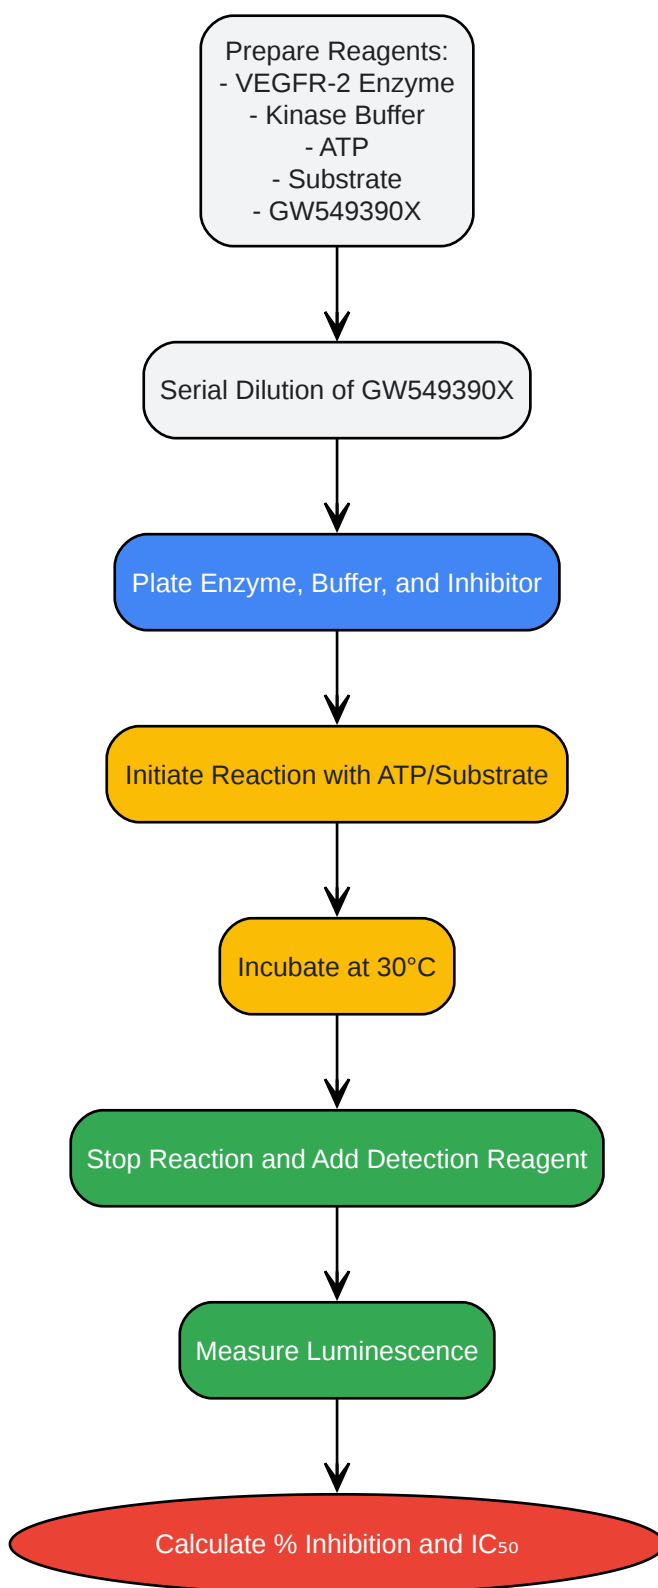 Prepare Reagents:
- VEGFR-2 Enzyme
- Kinase Buffer
- ATP
- Substrate
- GW549390X
Serial Dilution of GW549390X
Plate Enzyme, Buffer, and Inhibitor
Initiate Reaction with ATP/Substrate
Incubate at 30°C
Stop Reaction and Add Detection Reagent
Measure Luminescence
Calculate % Inhibition and IC₅₀